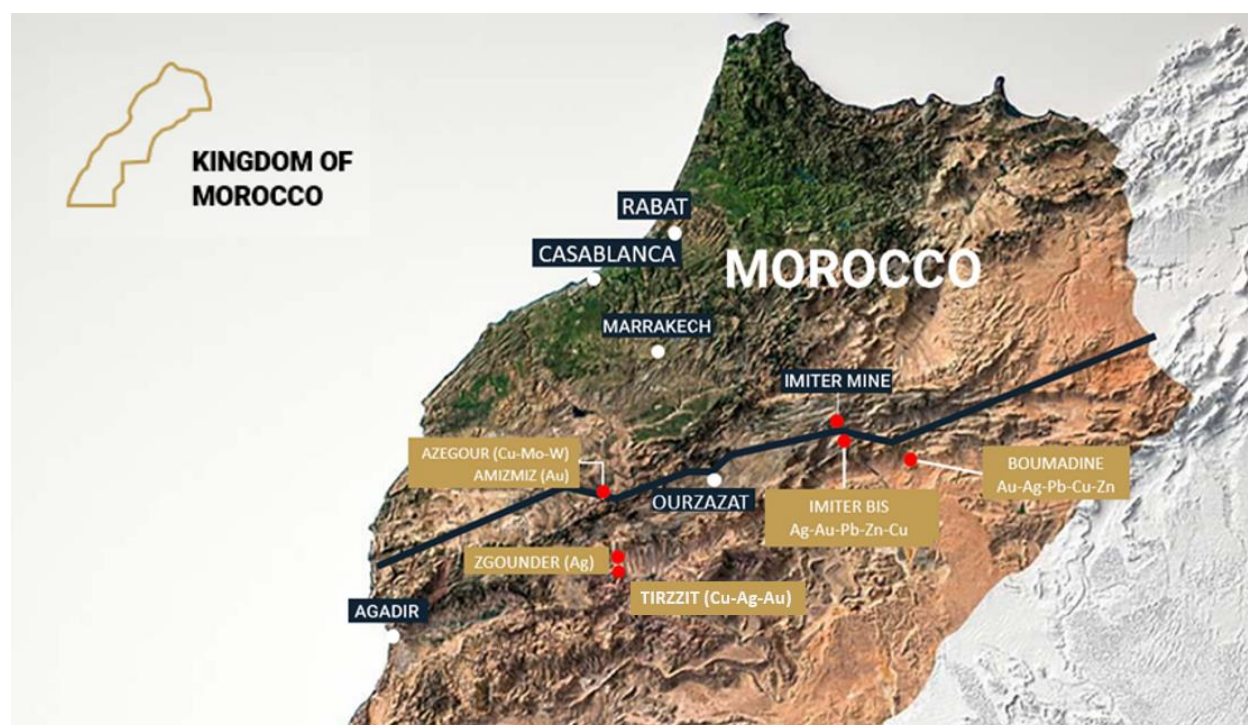 KINGDOM OF
MOROCCO
RABAT
CASABLANCA
MOROCCO
MARRAKECH
IMITER MINE
AZEGOUR (Cu-Mo-W)
AMIZMIZ (Au)
BOUMADINE
Au-Ag-Pb-Cu-Zn
OURZAZAT
IMITER BIS
Ag-Au-Pb-Zn-Cu
ZGOUNDER (Ag)
TIRZZIT (Cu-Ag-Au)
AGADIR